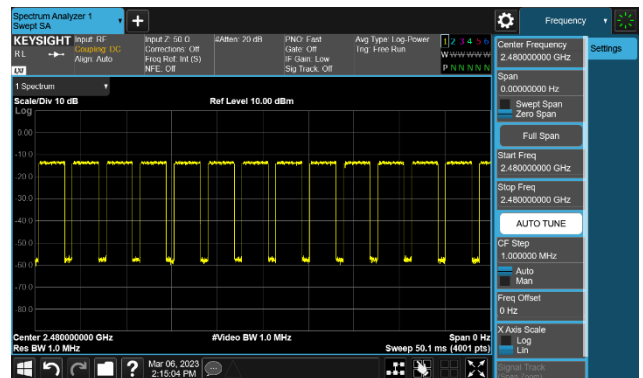 Spectrum Analyzer 1
Swept SA
+
Frequency
KEYSIGHT
RL
LXI
Input: RF
Coupling: DC
Align: Auto
Input Z: 50 Ω
Corrections: Off
Freq Ref: Int (S)
NFE: Off
#Atten: 20 dB
PNO: Fast
Gate: Off
IF Gain: Low
Sig Track: Off
Avg Type: Log-Power
Trig: Free Run
1 2 3 4 5 6
W W W W W W
P N N N N N
1 Spectrum
Scale/Div 10 dB
Ref Level 10.00 dBm
Log
0.00
-10.0
-20.0
-30.0
-40.0
-50.0
-60.0
-70.0
-80.0
Center 2.480000000 GHz
#Video BW 1.0 MHz
Span 0 Hz
Res BW 1.0 MHz
Sweep 50.1 ms (4001 pts)
Center Frequency
2.480000000 GHz
Settings
Span
0.00000000 Hz
Swept Span
Zero Span
Full Span
Start Freq
2.480000000 GHz
Stop Freq
2.480000000 GHz
AUTO TUNE
CF Step
1.000000 MHz
Auto
Man
Freq Offset
0 Hz
X Axis Scale
Log
Lin
Signal Track
(Span Zoom)
?
Mar 06, 2023
2:15:04 PM